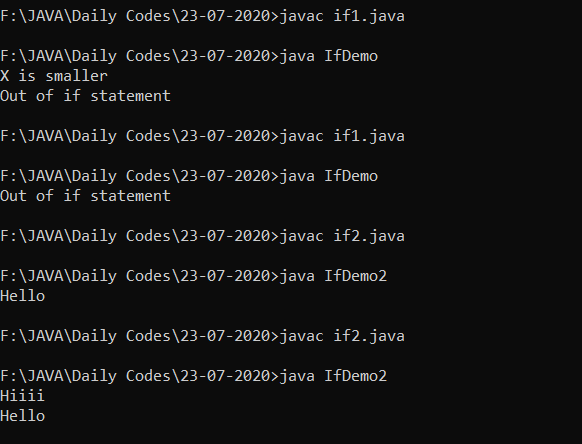 F:\JAVA\Daily Codes\23-07-2020>javac if1.java
F:\JAVA\Daily Codes\23-07-2020>java IfDemo
X is smaller
Out of if statement
F:\JAVA\Daily Codes\23-07-2020>javac if1.java
F:\JAVA\Daily Codes\23-07-2020>java IfDemo
Out of if statement
F:\JAVA\Daily Codes\23-07-2020>javac if2.java
F:\JAVA\Daily Codes\23-07-2020>java IfDemo2
Hello
F:\JAVA\Daily Codes\23-07-2020>javac if2.java
F:\JAVA\Daily Codes\23-07-2020>java IfDemo2
Hiiii
Hello